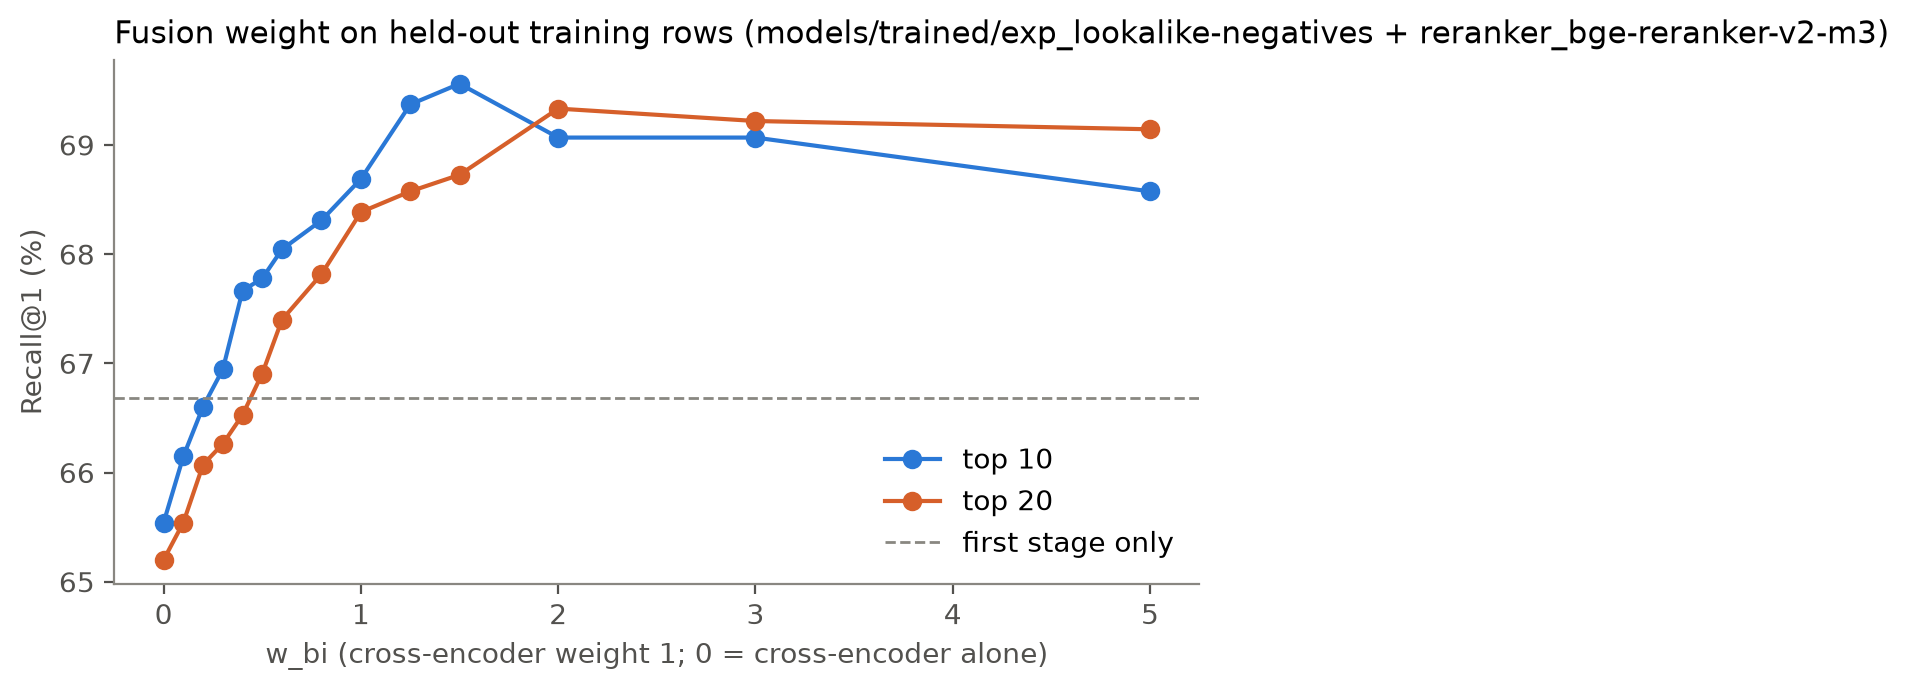 Fusion weight on held-out training rows (models/trained/exp_lookalike-negatives + reranker_bge-reranker-v2-m3)
Recall@1 (%)
69
68
67
66
65
top 10
top 20
first stage only
0 1 2 3 4 5
w_bi (cross-encoder weight 1; 0 = cross-encoder alone)